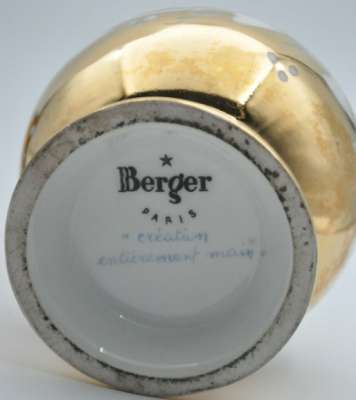 Berger
PARIS
"création
entièrement main"